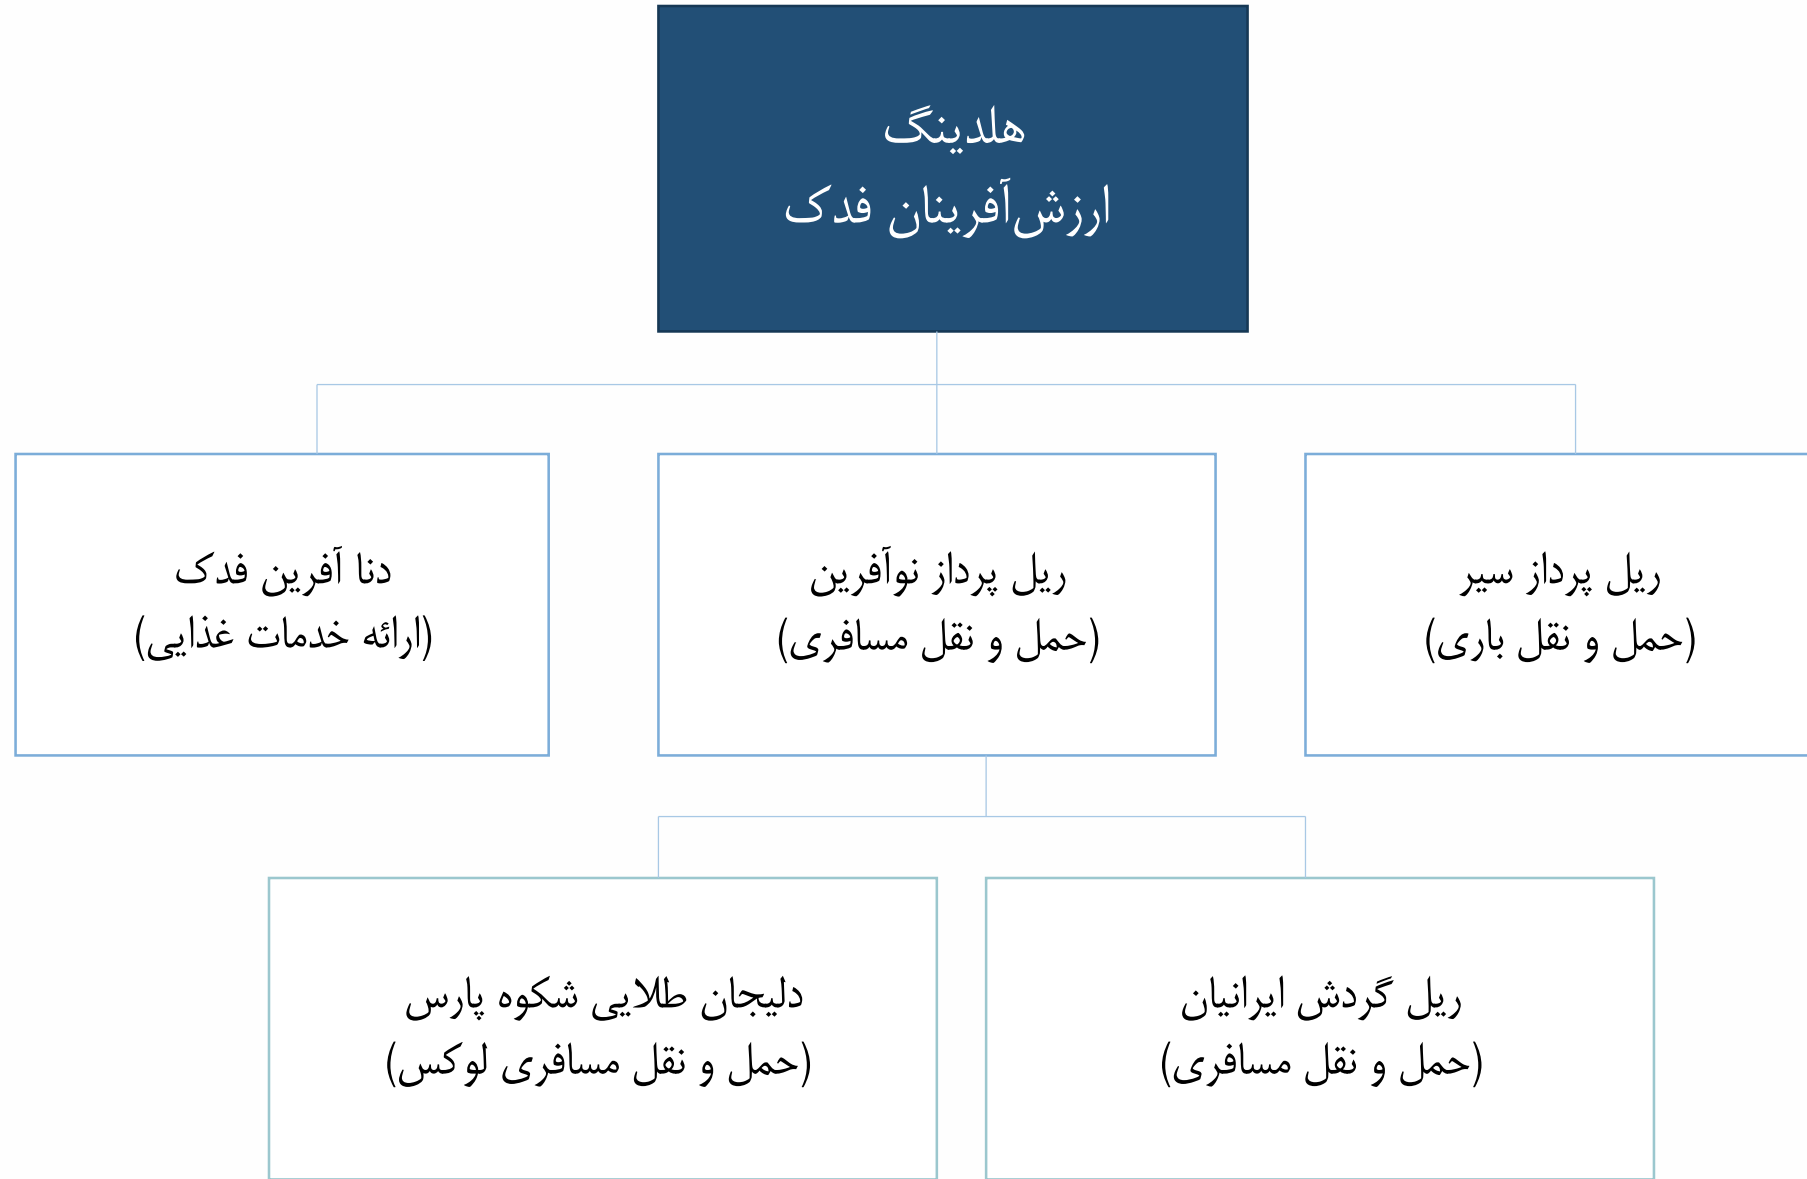 هلدینگ
ارزش‌آفرینان فدک
ریل پرداز سیر
(حمل و نقل باری)
ریل پرداز نوآفرین
(حمل و نقل مسافری)
دنا آفرین فدک
(ارائه خدمات غذایی)
ریل گردش ایرانیان
(حمل و نقل مسافری)
دلیجان طلایی شکوه پارس
(حمل و نقل مسافری لوکس)